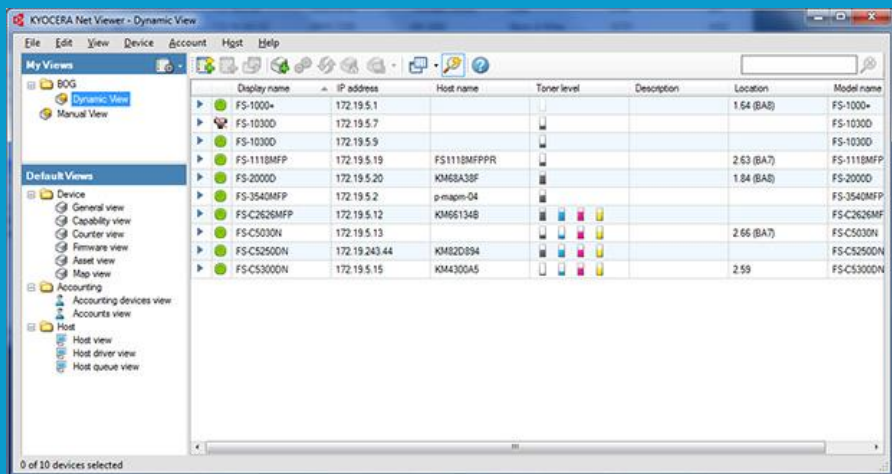 KYOCERA Net Viewer - Dynamic View
File Edit View Device Account Host Help
My Views
BOG
Dynamic View
Manual View
Default Views
Device
General view
Capability view
Counter view
Firmware view
Asset view
Map view
Accounting
Accounting devices view
Accounts view
Host
Host view
Host driver view
Host queue view
Display name IP address Host name Toner level Description Location Model name
FS-1000+ 172.19.5.1 1.64 (BA8) FS-1000+
FS-1030D 172.19.5.7 FS-1030D
FS-1030D 172.19.5.9 FS-1030D
FS-1118MFP 172.19.5.19 FS1118MFPPR 2.63 (BA7) FS-1118MFP
FS-2000D 172.19.5.20 KM68A38F 1.84 (BA8) FS-2000D
FS-3540MFP 172.19.5.2 p-mapm-04 FS-3540MFP
FS-C2626MFP 172.19.5.12 KM66134B FS-C2626MF
FS-C5030N 172.19.5.13 2.66 (BA7) FS-C5030N
FS-C5250DN 172.19.243.44 KM82D894 FS-C5250DN
FS-C5300DN 172.19.5.15 KM4300A5 2.59 FS-C5300DN
0 of 10 devices selected